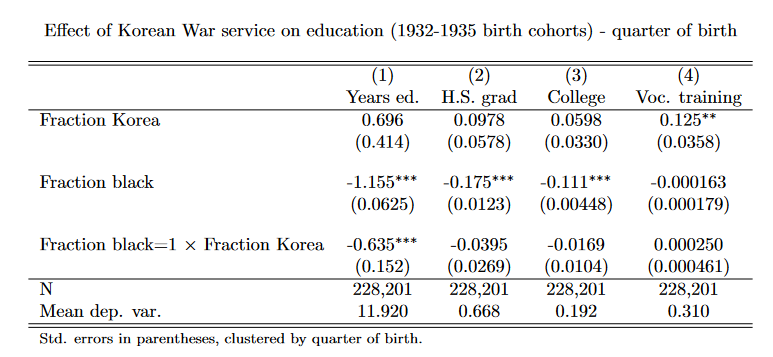 Effect of Korean War service on education (1932-1935 birth cohorts) - quarter of birth
(1) (2) (3) (4)
Years ed. H.S. grad College Voc. training
Fraction Korea 0.696 0.0978 0.0598 0.125**
(0.414) (0.0578) (0.0330) (0.0358)
Fraction black -1.155*** -0.175*** -0.111*** -0.000163
(0.0625) (0.0123) (0.00448) (0.000179)
Fraction black=1 × Fraction Korea -0.635*** -0.0395 -0.0169 0.000250
(0.152) (0.0269) (0.0104) (0.000461)
N 228,201 228,201 228,201 228,201
Mean dep. var. 11.920 0.668 0.192 0.310
Std. errors in parentheses, clustered by quarter of birth.